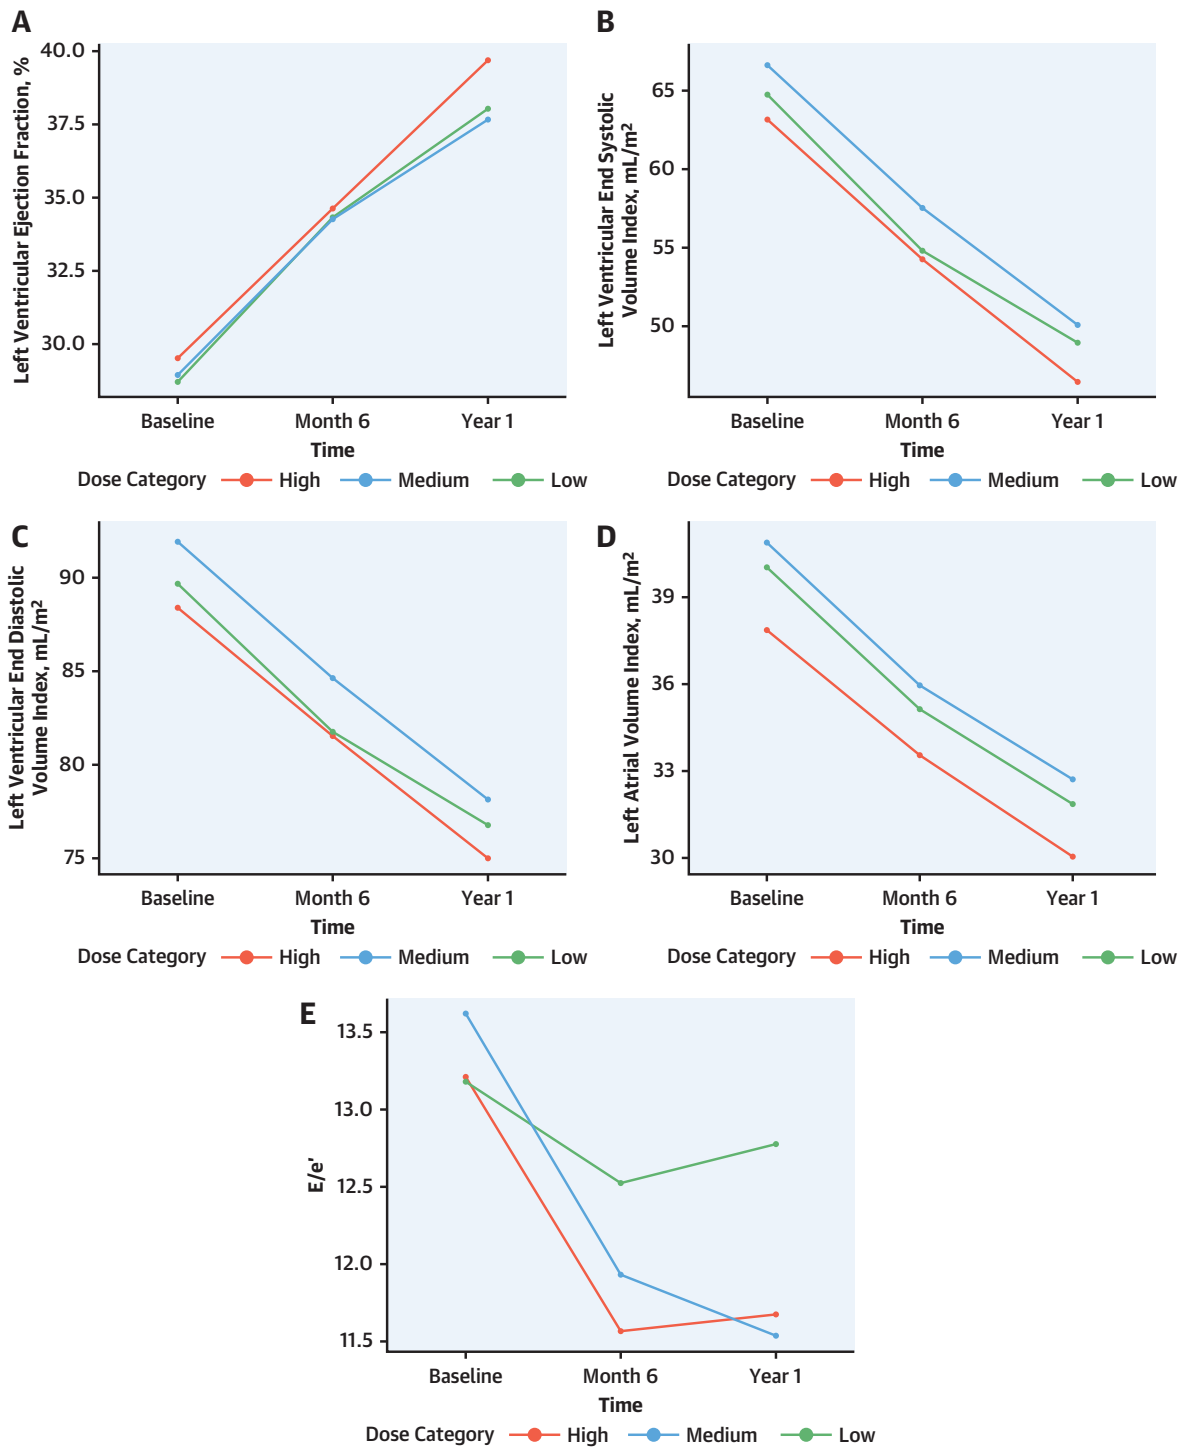 A
Left Ventricular Ejection Fraction, %
40.0
37.5
35.0
32.5
30.0
Baseline Month 6 Year 1
Time
Dose Category High Medium Low
B
Left Ventricular End Systolic
Volume Index, mL/m²
65
60
55
50
Baseline Month 6 Year 1
Time
Dose Category High Medium Low
C
Left Ventricular End Diastolic
Volume Index, mL/m²
90
85
80
75
Baseline Month 6 Year 1
Time
Dose Category High Medium Low
D
Left Atrial Volume Index, mL/m²
39
36
33
30
Baseline Month 6 Year 1
Time
Dose Category High Medium Low
E
E/e′
13.5
13.0
12.5
12.0
11.5
Baseline Month 6 Year 1
Time
Dose Category High Medium Low